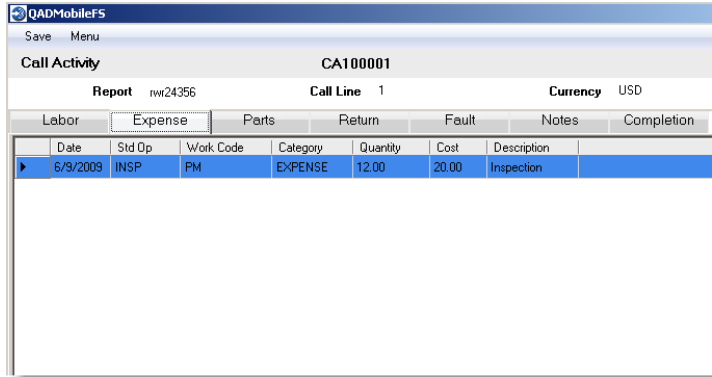 QADMobileFS
Save Menu
Call Activity CA100001
Report rwr24356 Call Line 1 Currency USD
Labor Expense Parts Return Fault Notes Completion
Date Std Op Work Code Category Quantity Cost Description
6/9/2009 INSP PM EXPENSE 12.00 20.00 Inspection